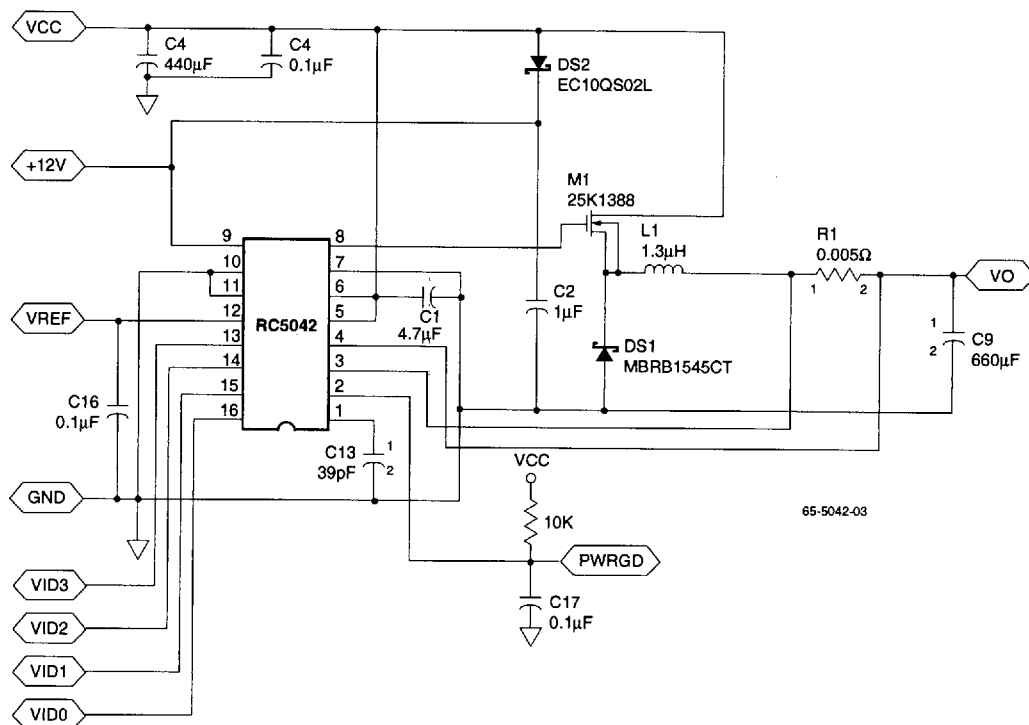 VCC
C4
440µF
C4
0.1µF
DS2
EC10QS02L
+12V
M1
25K1388
L1
1.3µH
R1
0.005Ω
1 2
VO
9
8
10
7
11
6
12
5
13
4
14
3
15
2
16
1
RC5042
VREF
C1
4.7µF
C2
1µF
DS1
MBRB1545CT
1
2
C9
660µF
C16
0.1µF
C13
39pF
1
2
VCC
10K
GND
65-5042-03
PWRGD
C17
0.1µF
VID3
VID2
VID1
VID0